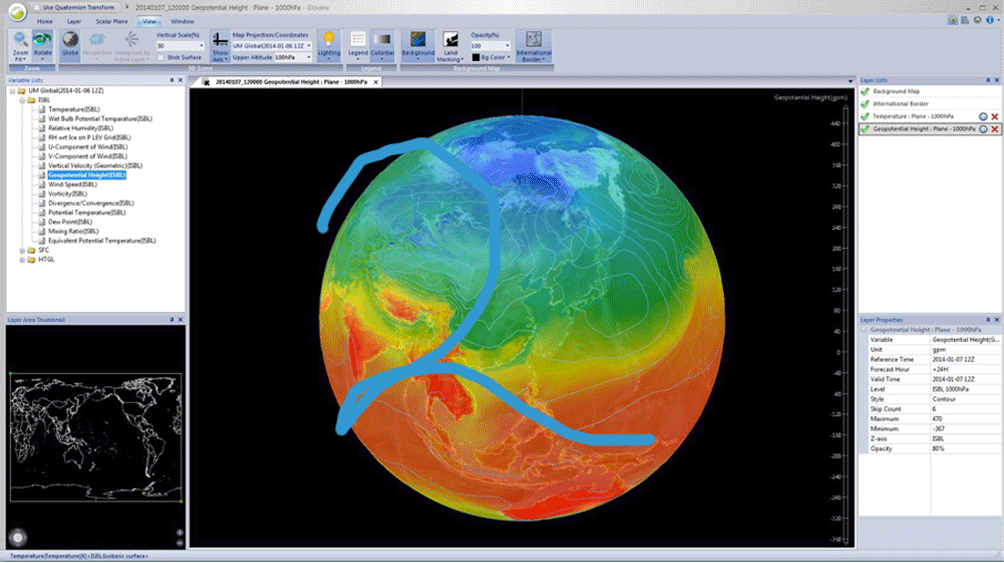 Use Quaternion Transform
20140107_120000 Geopotential Height : Plane - 1000hPa - Gloview
Home Layer Scalar Plane View Window
Zoom Fit
Rotate
Globe
Perspective
Viewpoint to Active Layer
Vertical Scale(%)
30
Stick Surface
Show Axis
Map Projection/Coordinates
UM Global(2014-01-06 12Z)
Upper Altitude 100hPa
Lighting
Legend
Colorbar
Background
Land Masking
Opacity(%)
100
Bg Color
International Border
Zoom
3D Scene
Legend
Background Map
Variable Lists
UM Global(2014-01-06 12Z)
ISBL
Temperature(ISBL)
Wet Bulb Potential Temperature(ISBL)
Relative Humidity(ISBL)
RH wrt Ice on P LEV Grid(ISBL)
U-Component of Wind(ISBL)
V-Component of Wind(ISBL)
Vertical Velocity (Geometric)(ISBL)
Geopotential Height(ISBL)
Wind Speed(ISBL)
Vorticity(ISBL)
Divergence/Convergence(ISBL)
Potential Temperature(ISBL)
Dew Point(ISBL)
Mixing Ratio(ISBL)
Equivalent Potential Temperature(ISBL)
SFC
HTGL
Layer Area Thumbnail
20140107_120000 Geopotential Height : Plane - 1000hPa
Geopotential Height(gpm)
440
400
360
320
280
240
200
160
120
80
40
0
-40
-80
-120
-160
-200
-240
-280
-320
-360
Layer Lists
Background Map
International Border
Temperature : Plane - 1000hPa
Geopotential Height : Plane - 1000hPa
Layer Properties
Geopotential Height : Plane - 1000hPa
Variable Geopotential Height(G...
Unit gpm
Reference Time 2014-01-07 12Z
Forecast Hour +24H
Valid Time 2014-01-07 12Z
Level ISBL 1000hPa
Style Contour
Skip Count 6
Maximum 470
Minimum -367
Z-axis ISBL
Opacity 80%
Temperature(Temperature)[K]<ISBL:Isobaric surface>